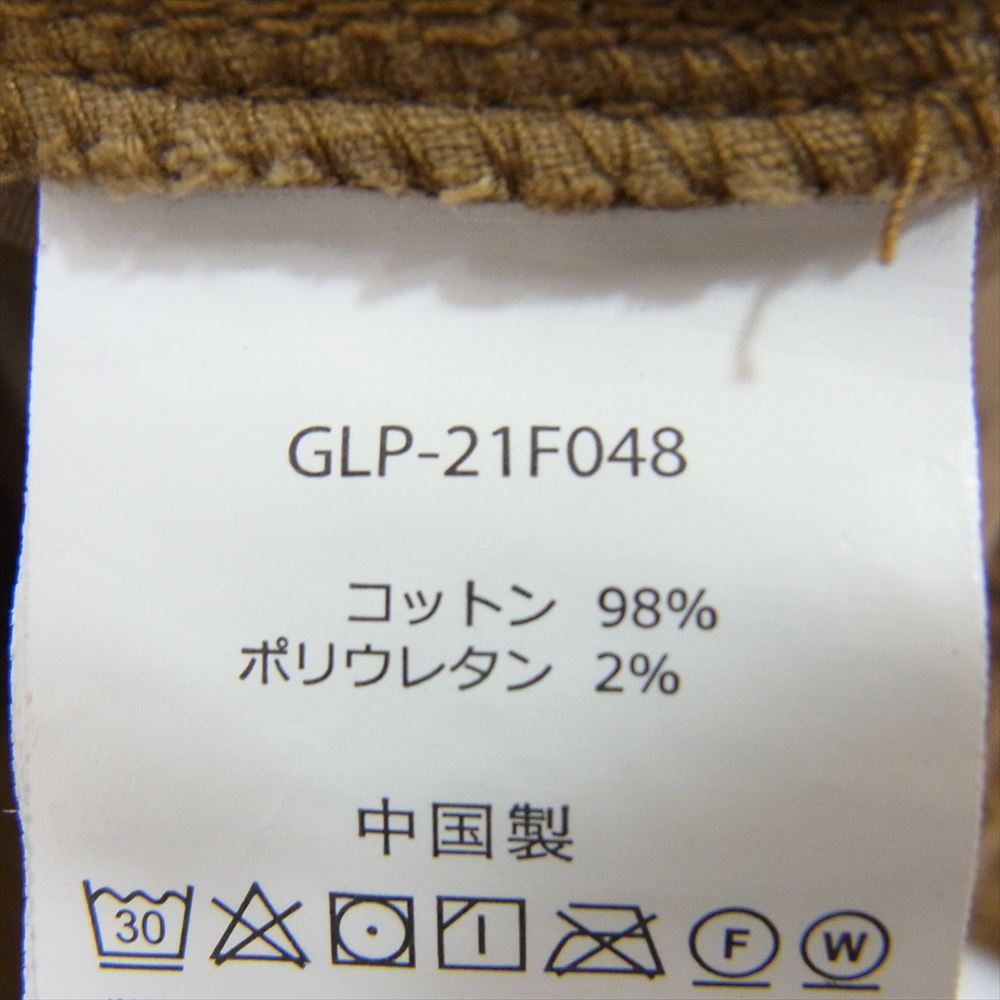 GLP-21F048
コットン 98%
ポリウレタン 2%
中国製
30 F W